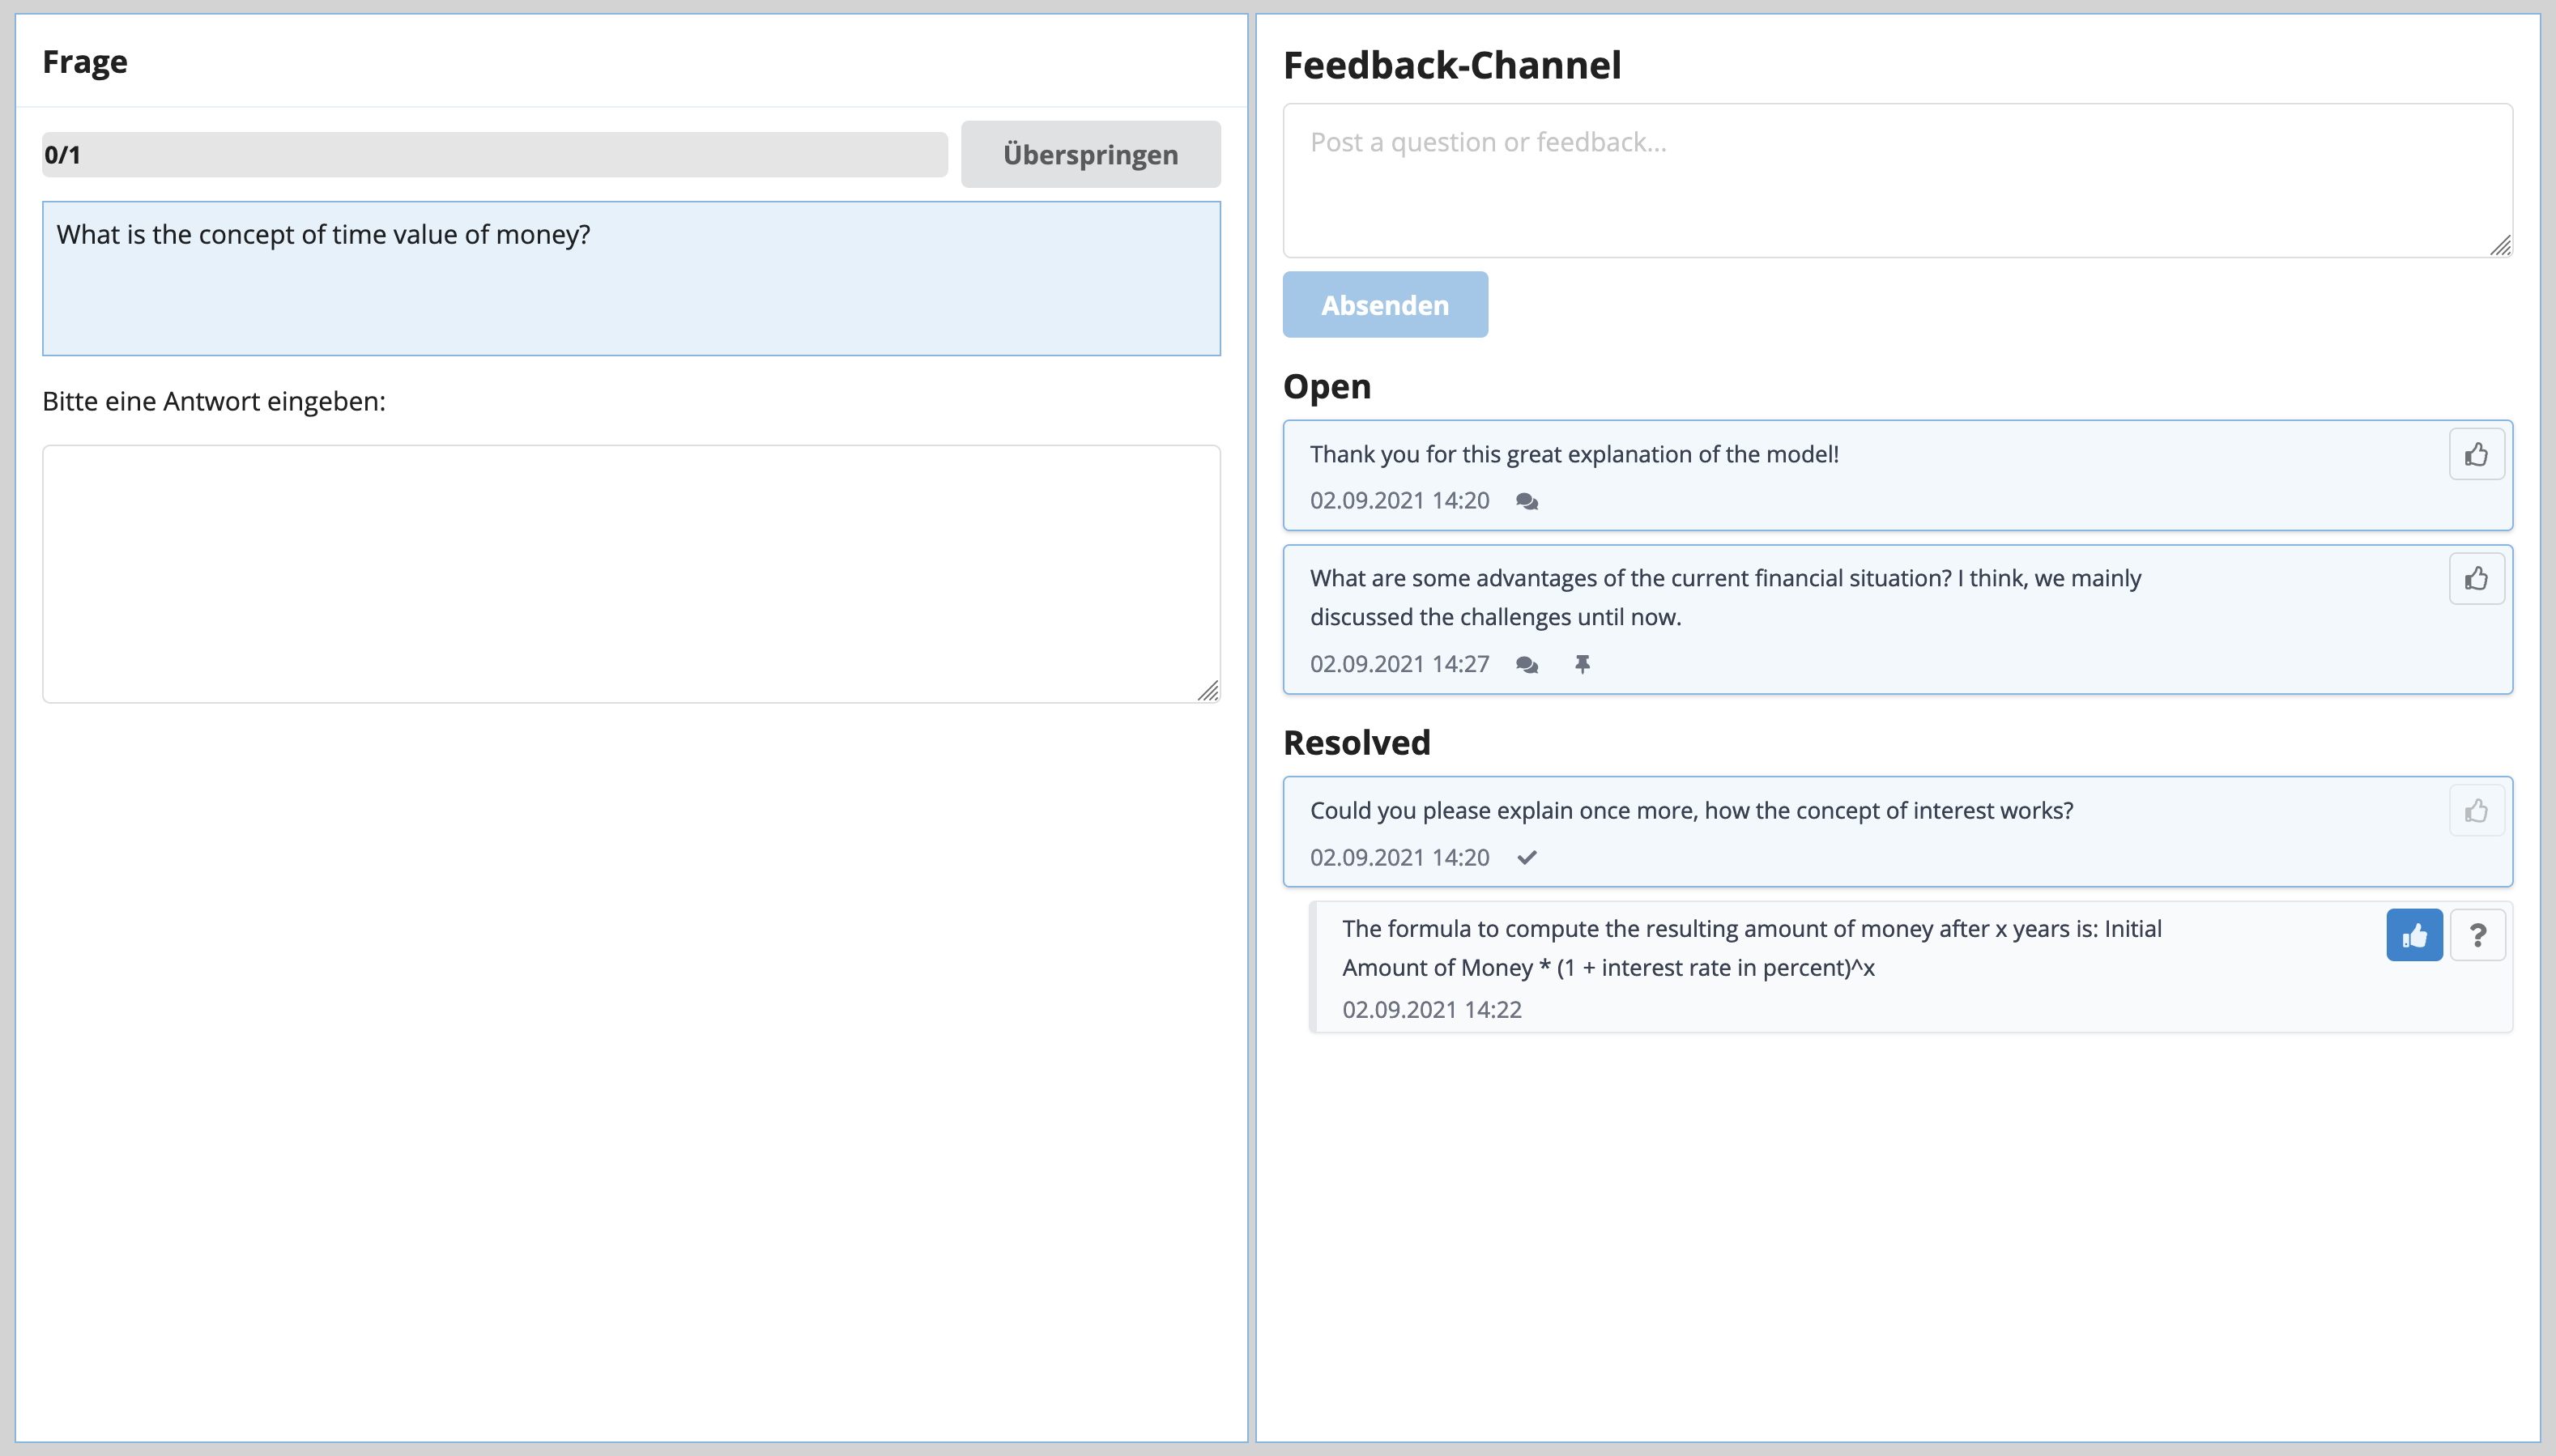 Frage
0/1
Überspringen
What is the concept of time value of money?
Bitte eine Antwort eingeben:
Feedback-Channel
Post a question or feedback...
Absenden
Open
Thank you for this great explanation of the model!
02.09.2021 14:20
What are some advantages of the current financial situation? I think, we mainly
discussed the challenges until now.
02.09.2021 14:27
Resolved
Could you please explain once more, how the concept of interest works?
02.09.2021 14:20
The formula to compute the resulting amount of money after x years is: Initial
Amount of Money * (1 + interest rate in percent)^x
02.09.2021 14:22
?